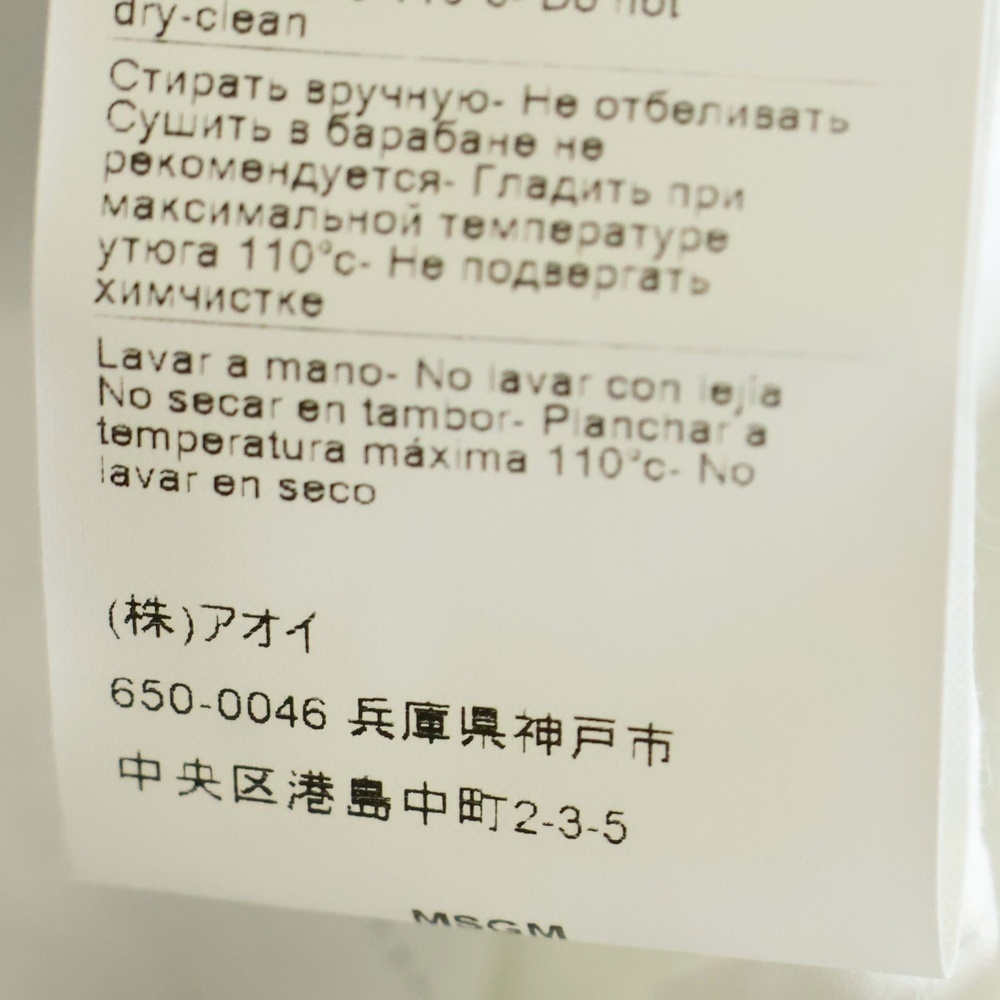 110°c- Do not
dry-clean
Стирать вручную- Не отбеливать
Сушить в барабане не
рекомендуется- Гладить при
максимальной температуре
утюга 110°c- Не подвергать
химчистке
Lavar a mano- No lavar con lejía
No secar en tambor- Planchar a
temperatura máxima 110°c- No
lavar en seco
(株)アオイ
650-0046 兵庫県神戸市
中央区港島中町2-3-5
MSGM